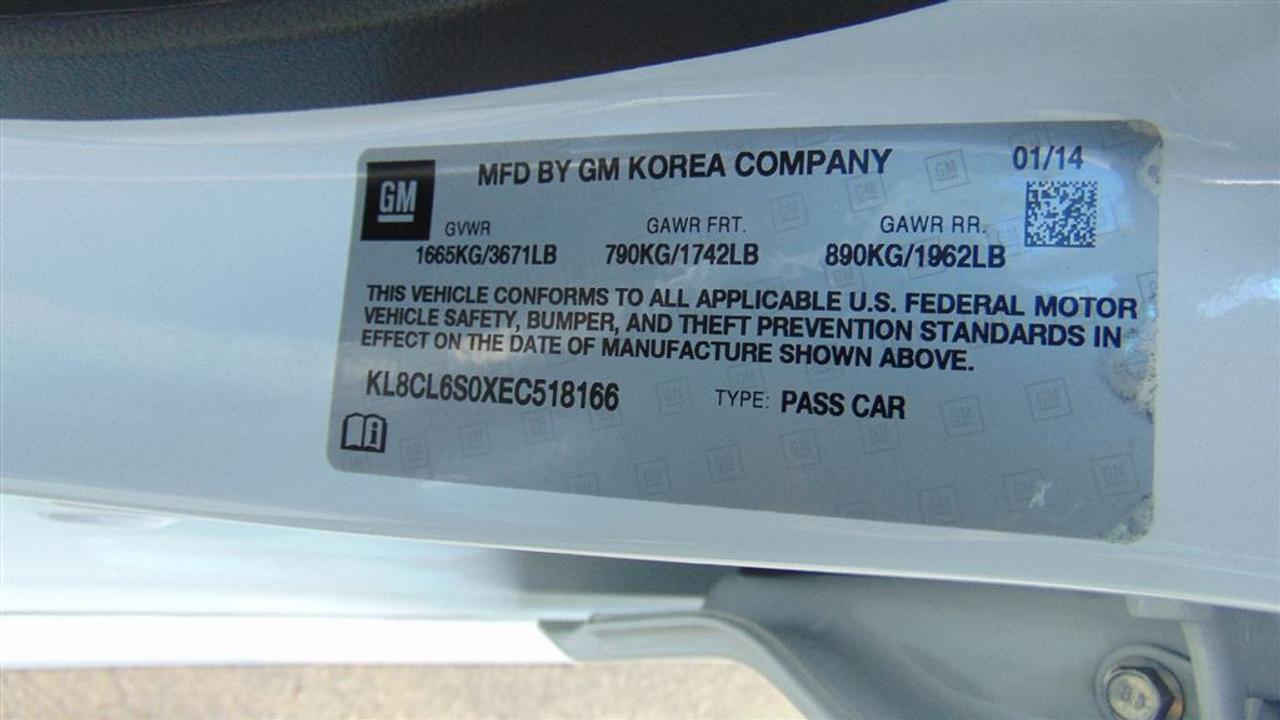 GM
MFD BY GM KOREA COMPANY
01/14
GVWR GAWR FRT. GAWR RR.
1665KG/3671LB 790KG/1742LB 890KG/1962LB
THIS VEHICLE CONFORMS TO ALL APPLICABLE U.S. FEDERAL MOTOR
VEHICLE SAFETY, BUMPER, AND THEFT PREVENTION STANDARDS IN
EFFECT ON THE DATE OF MANUFACTURE SHOWN ABOVE.
KL8CL6S0XEC518166 TYPE: PASS CAR
8.8